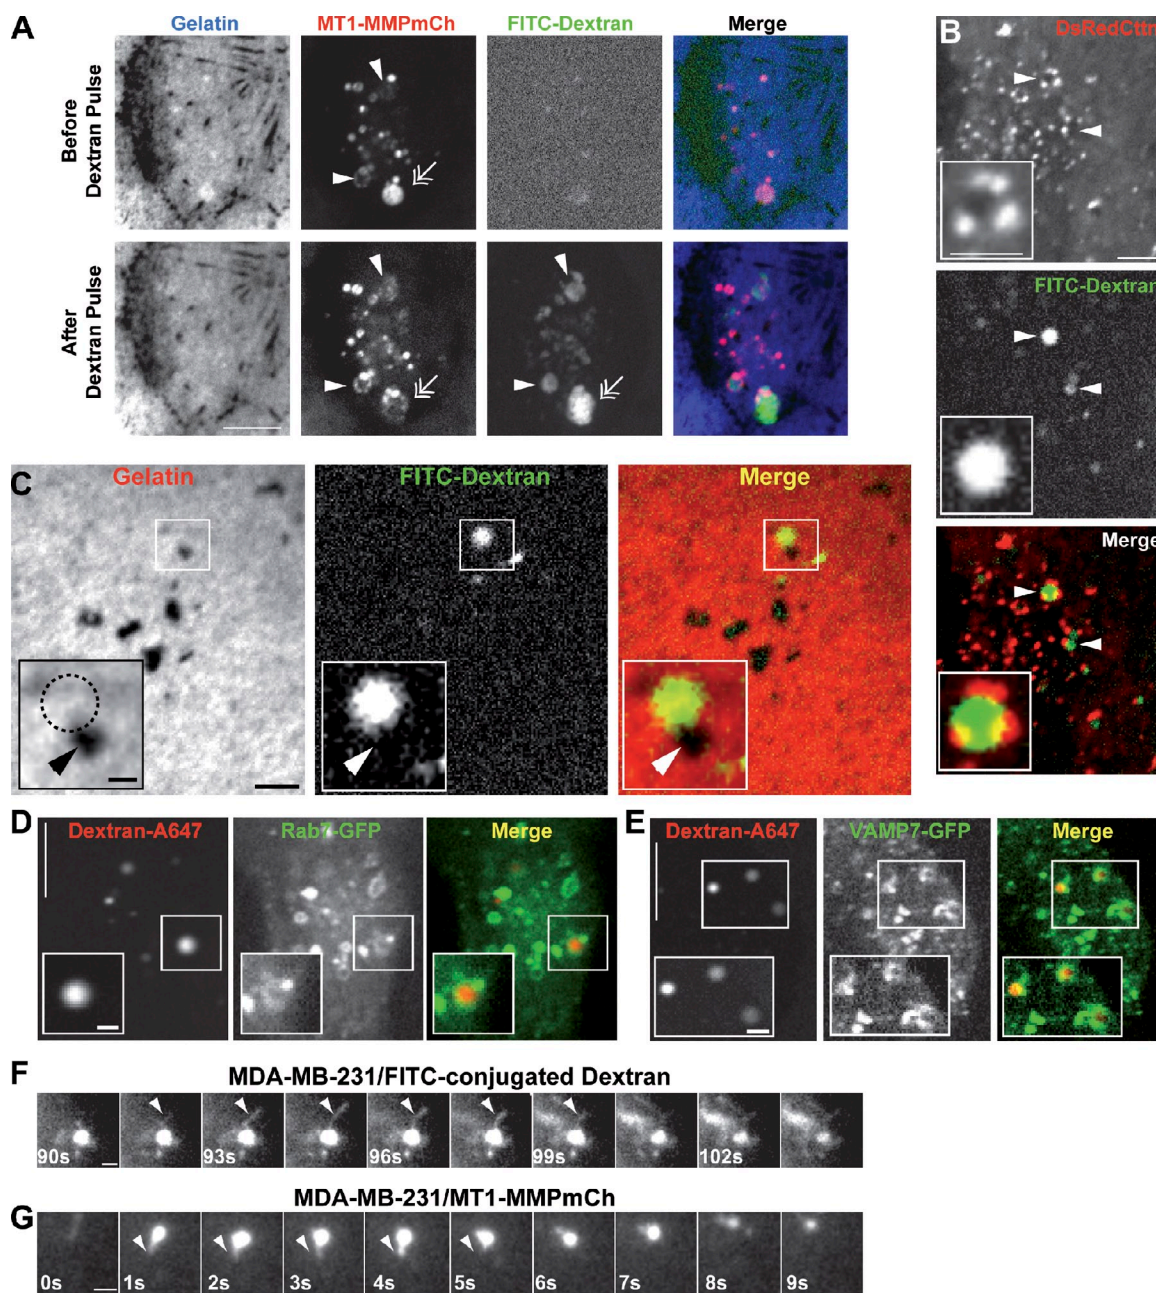 A
Gelatin
MT1-MMPmCh
FITC-Dextran
Merge
Before
Dextran Pulse
After
Dextran Pulse
B
DsRedCttn
FITC-Dextran
Merge
C
Gelatin
FITC-Dextran
Merge
D
Dextran-A647
Rab7-GFP
Merge
E
Dextran-A647
VAMP7-GFP
Merge
F
MDA-MB-231/FITC-conjugated Dextran
90s
93s
96s
99s
102s
MDA-MB-231/MT1-MMPmCh
G
0s
1s
2s
3s
4s
5s
6s
7s
8s
9s